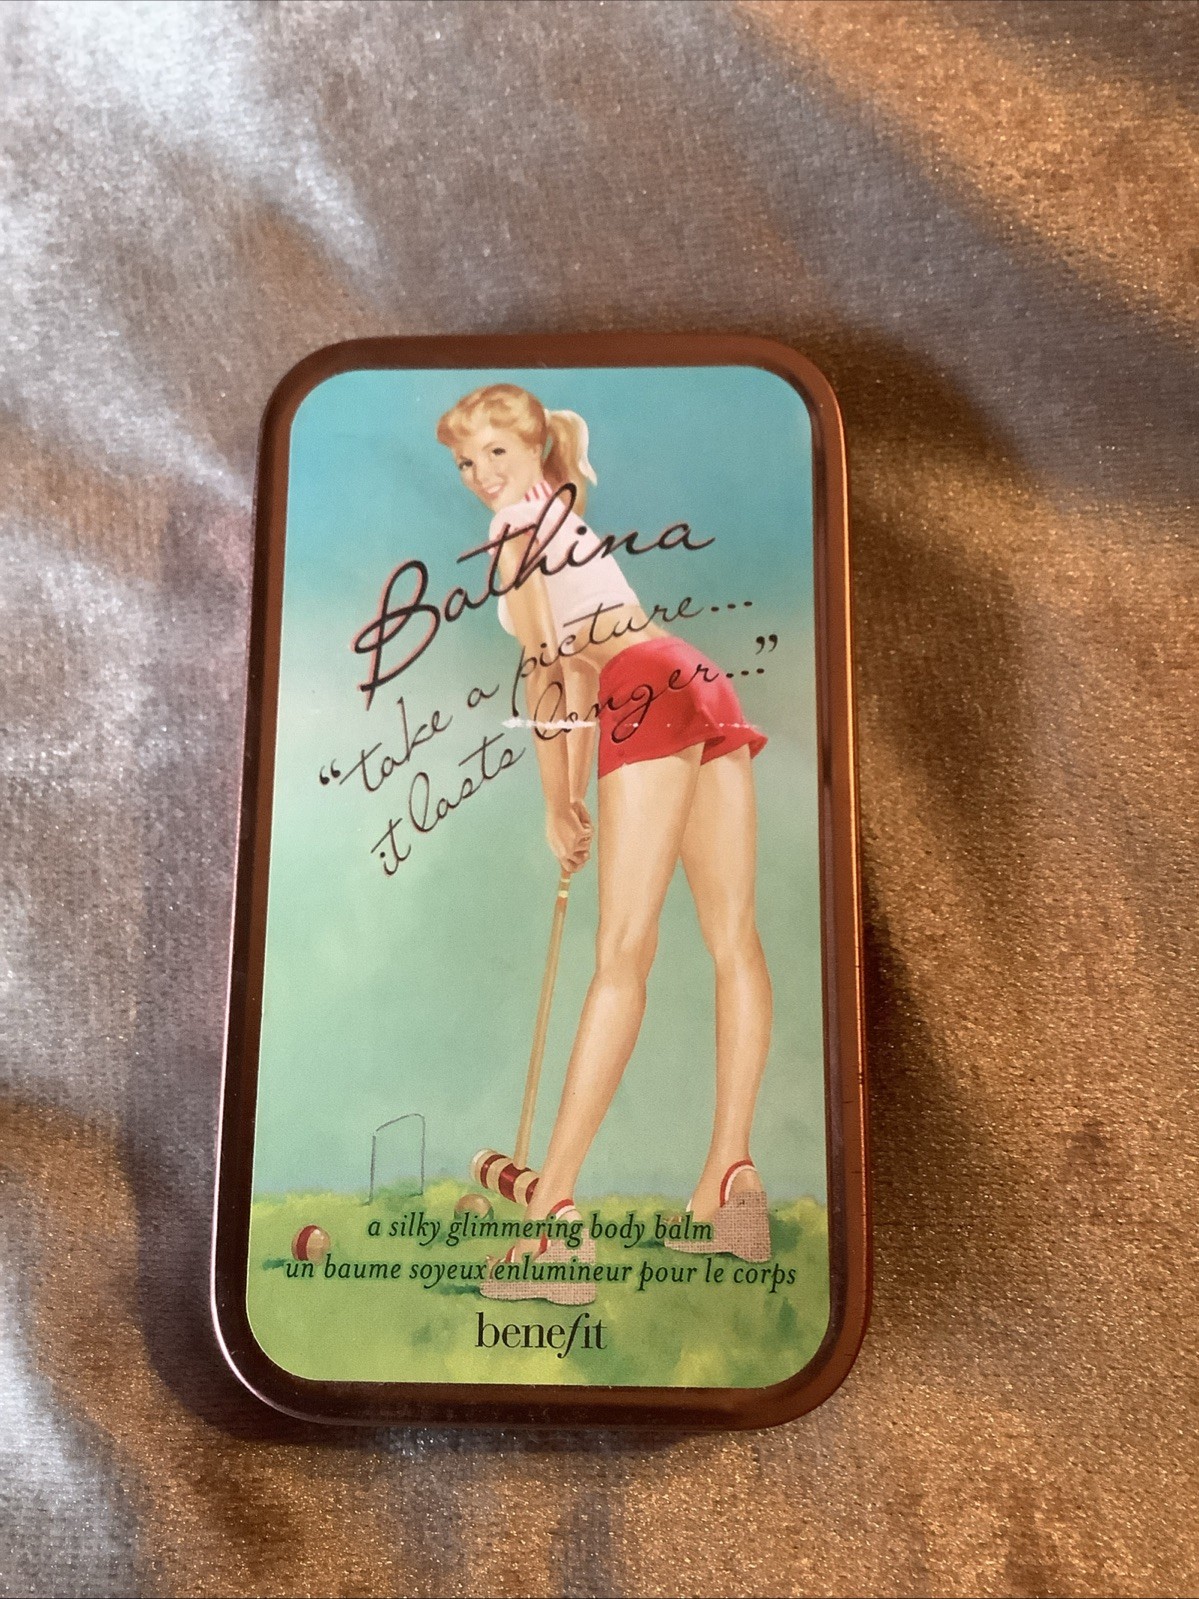 Bathina
“take a picture...
it lasts longer...”
a silky glimmering body balm
un baume soyeux enlumineur pour le corps
benefit